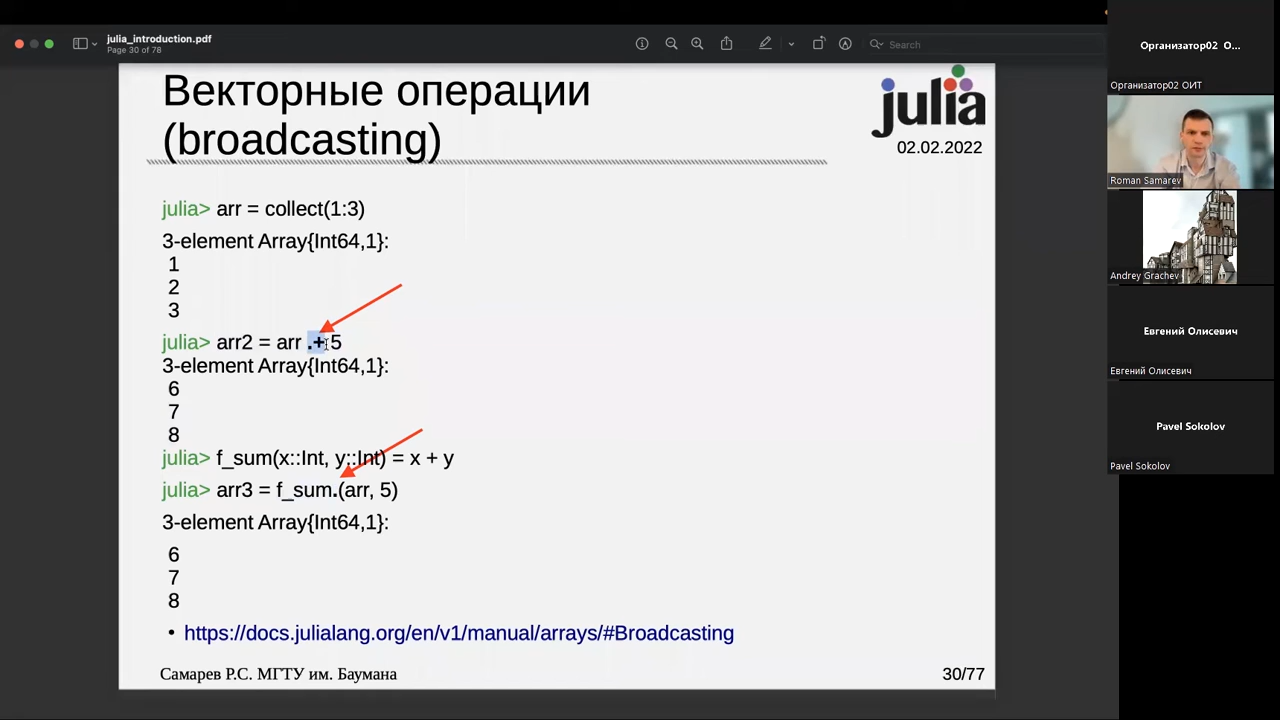 julia_introduction.pdf
Page 30 of 78
Search
Векторные операции
(broadcasting)
julia
02.02.2022
julia> arr = collect(1:3)
3-element Array{Int64,1}:
1
2
3
julia> arr2 = arr .+ 5
3-element Array{Int64,1}:
6
7
8
julia> f_sum(x::Int, y::Int) = x + y
julia> arr3 = f_sum.(arr, 5)
3-element Array{Int64,1}:
6
7
8
• https://docs.julialang.org/en/v1/manual/arrays/#Broadcasting
Самарев Р.С. МГТУ им. Баумана
30/77
Организатор02 О...
Организатор02 ОИТ
Roman Samarev
Andrey Grachev
Евгений Олисевич
Евгений Олисевич
Pavel Sokolov
Pavel Sokolov